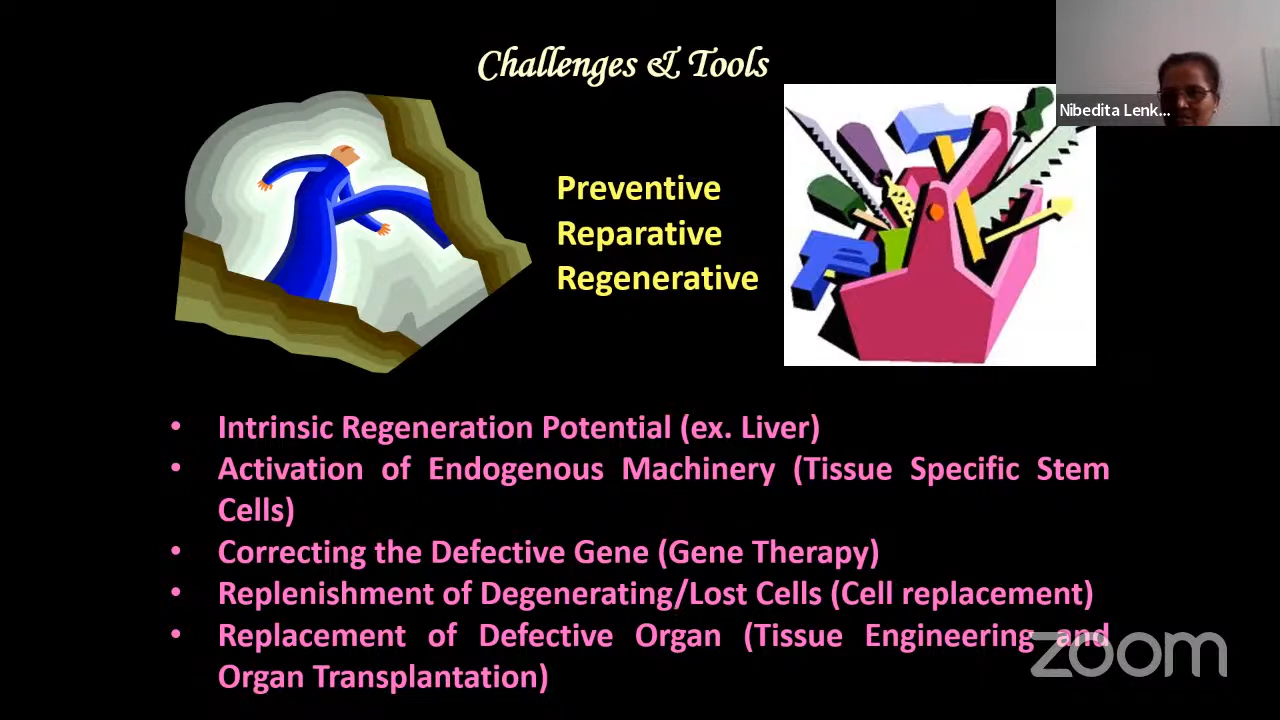 Challenges & Tools
Nibedita Lenk...
Preventive
Reparative
Regenerative
• Intrinsic Regeneration Potential (ex. Liver)
• Activation of Endogenous Machinery (Tissue Specific Stem
Cells)
• Correcting the Defective Gene (Gene Therapy)
• Replenishment of Degenerating/Lost Cells (Cell replacement)
• Replacement of Defective Organ (Tissue Engineering and
Organ Transplantation)
zoom